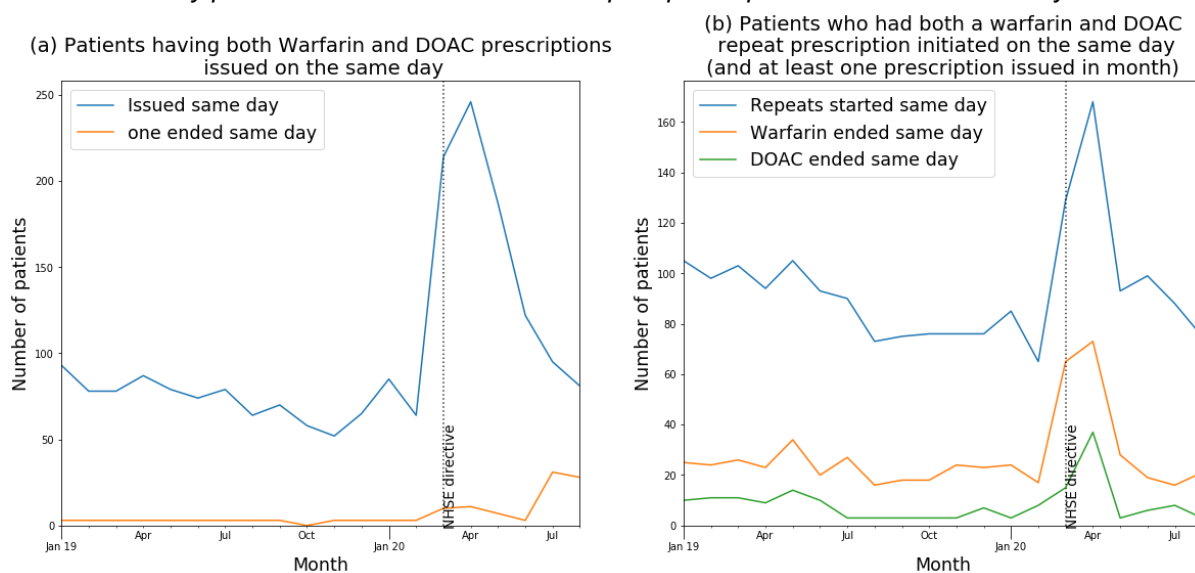 (a) Patients having both Warfarin and DOAC prescriptions
issued on the same day
Issued same day
one ended same day
250
200
150
100
50
0
Number of patients
NHSE directive
Jan 19
Apr
Jul
Oct
Jan 20
Apr
Jul
Month
(b) Patients who had both a warfarin and DOAC
repeat prescription initiated on the same day
(and at least one prescription issued in month)
Repeats started same day
Warfarin ended same day
DOAC ended same day
160
140
120
100
80
60
40
20
0
Number of patients
NHSE directive
Jan 19
Apr
Jul
Oct
Jan 20
Apr
Jul
Month